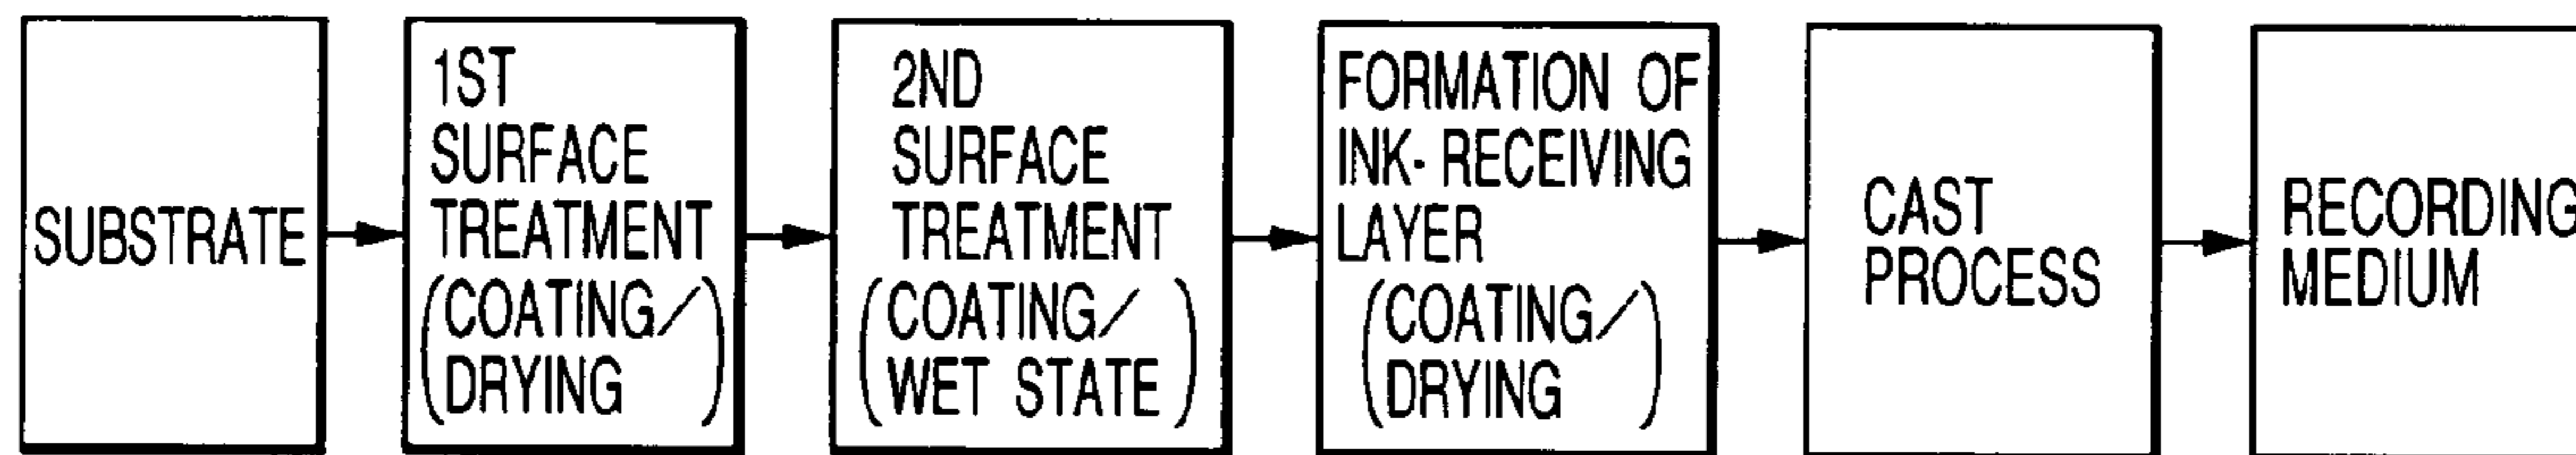 SUBSTRATE
1ST
SURFACE
TREATMENT
(COATING/
DRYING)
2ND
SURFACE
TREATMENT
(COATING/
WET STATE)
FORMATION OF
INK-RECEIVING
LAYER
(COATING/
DRYING)
CAST
PROCESS
RECORDING
MEDIUM